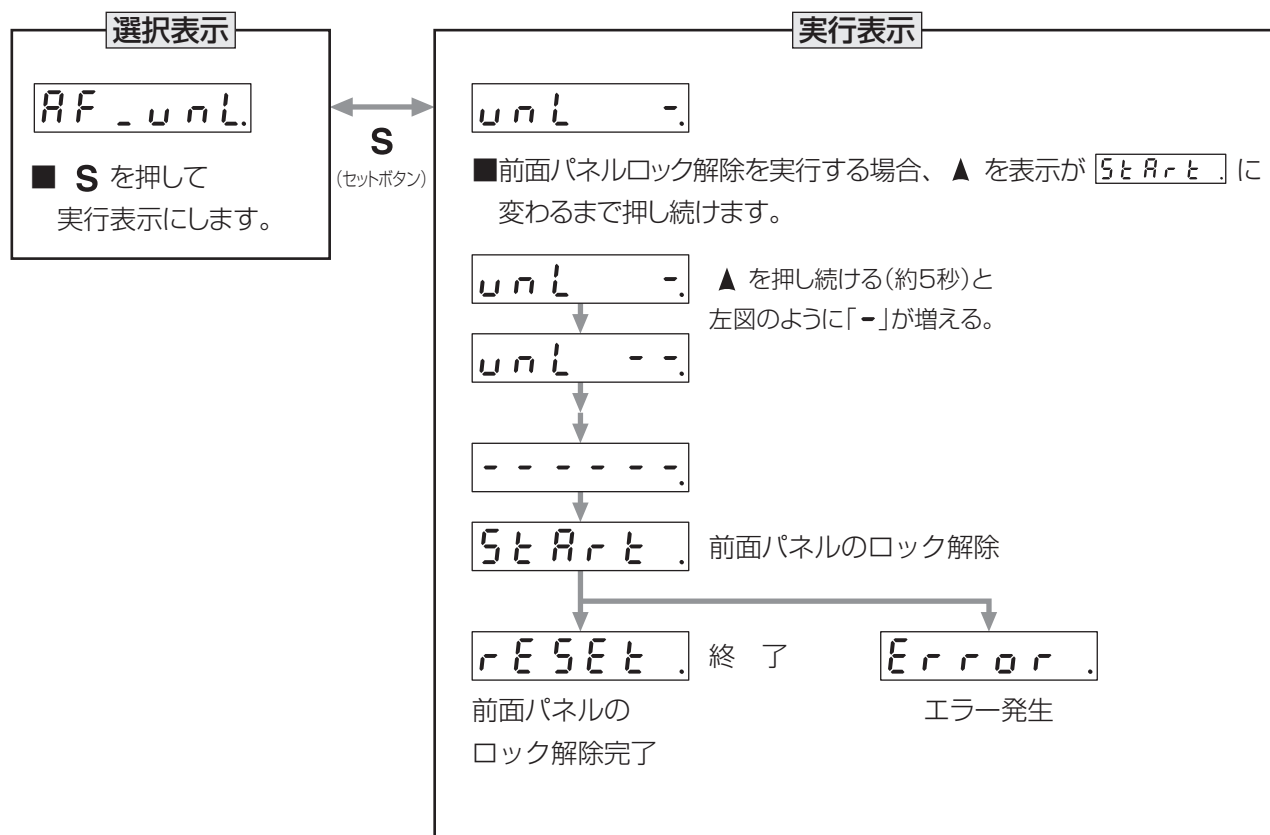 選択表示
AF_unL.
■ S を押して
実行表示にします。
S
(セットボタン)
実行表示
unL -.
■前面パネルロック解除を実行する場合、▲ を表示が StArt . に
変わるまで押し続けます。
unL -.
▲ を押し続ける(約5秒)と
左図のように「-」が増える。
unL --.
------.
StArt .
前面パネルのロック解除
rESEt .
終 了
前面パネルの
ロック解除完了
Error .
エラー発生